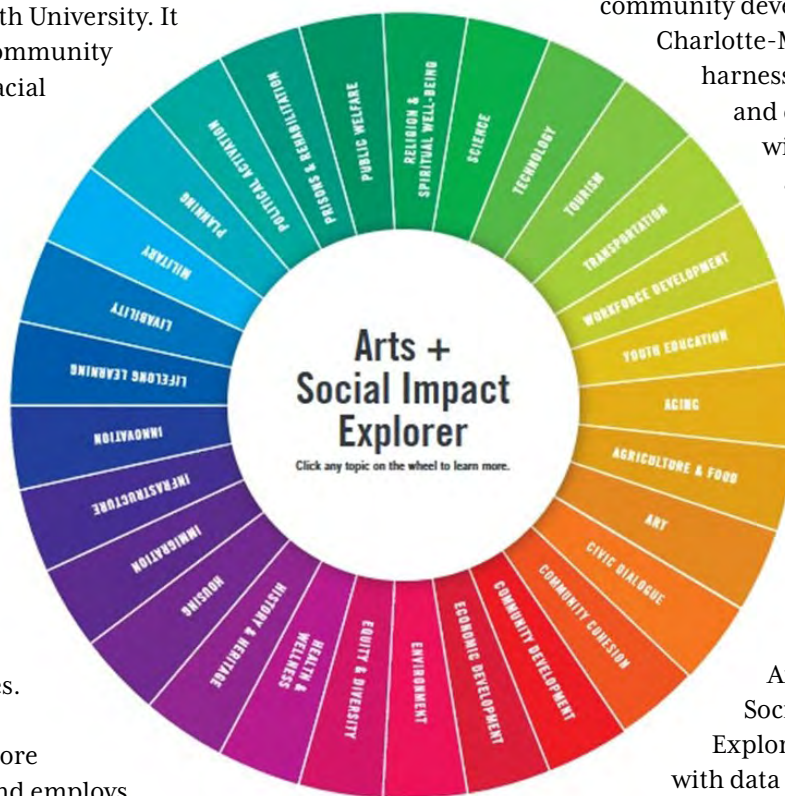 th University. It
ommunity
acial
es.
ore
nd employs
community deve
Charlotte-M
harness
and
wi
RELIGION &
SPIRITUAL WELL-BEING
SCIENCE
TECHNOLOGY
TOURISM
TRANSPORTATION
WORKFORCE DEVELOPMENT
YOUTH EDUCATION
AGING
AGRICULTURE & FOOD
ART
CIVIC DIALOGUE
COMMUNITY COHESION
COMMUNITY DEVELOPMENT
ECONOMIC DEVELOPMENT
ENVIRONMENT
EQUITY & DIVERSITY
HEALTH &
WELLNESS
HISTORY & HERITAGE
HOUSING
IMMIGRATION
INFRASTRUCTURE
INNOVATION
LIFELONG LEARNING
LIVABILITY
MILITARY
PLANNING
POLITICAL ACTIVATION
PRISONS & REHABILITATION
PUBLIC WELFARE
Arts +
Social Impact
Explorer
Click any topic on the wheel to learn more.
Soci
Explor
with data